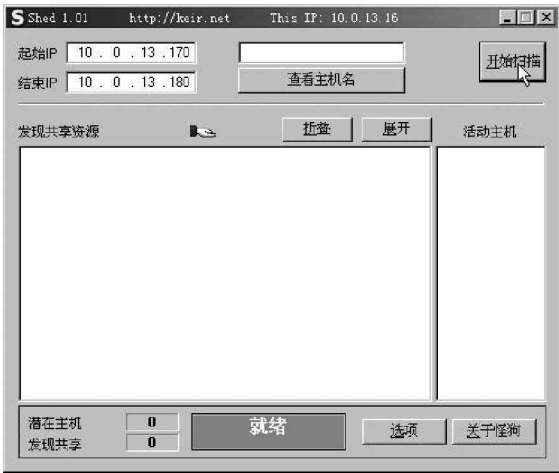 S Shed 1.01 http://keir.net This IP: 10.0.13.16
起始IP 10 . 0 . 13 .170
开始扫描
结束IP 10 . 0 . 13 .180 查看主机名
发现共享资源 折叠 展开 活动主机
潜在主机 0 就绪 选项 关于怪狗
发现共享 0